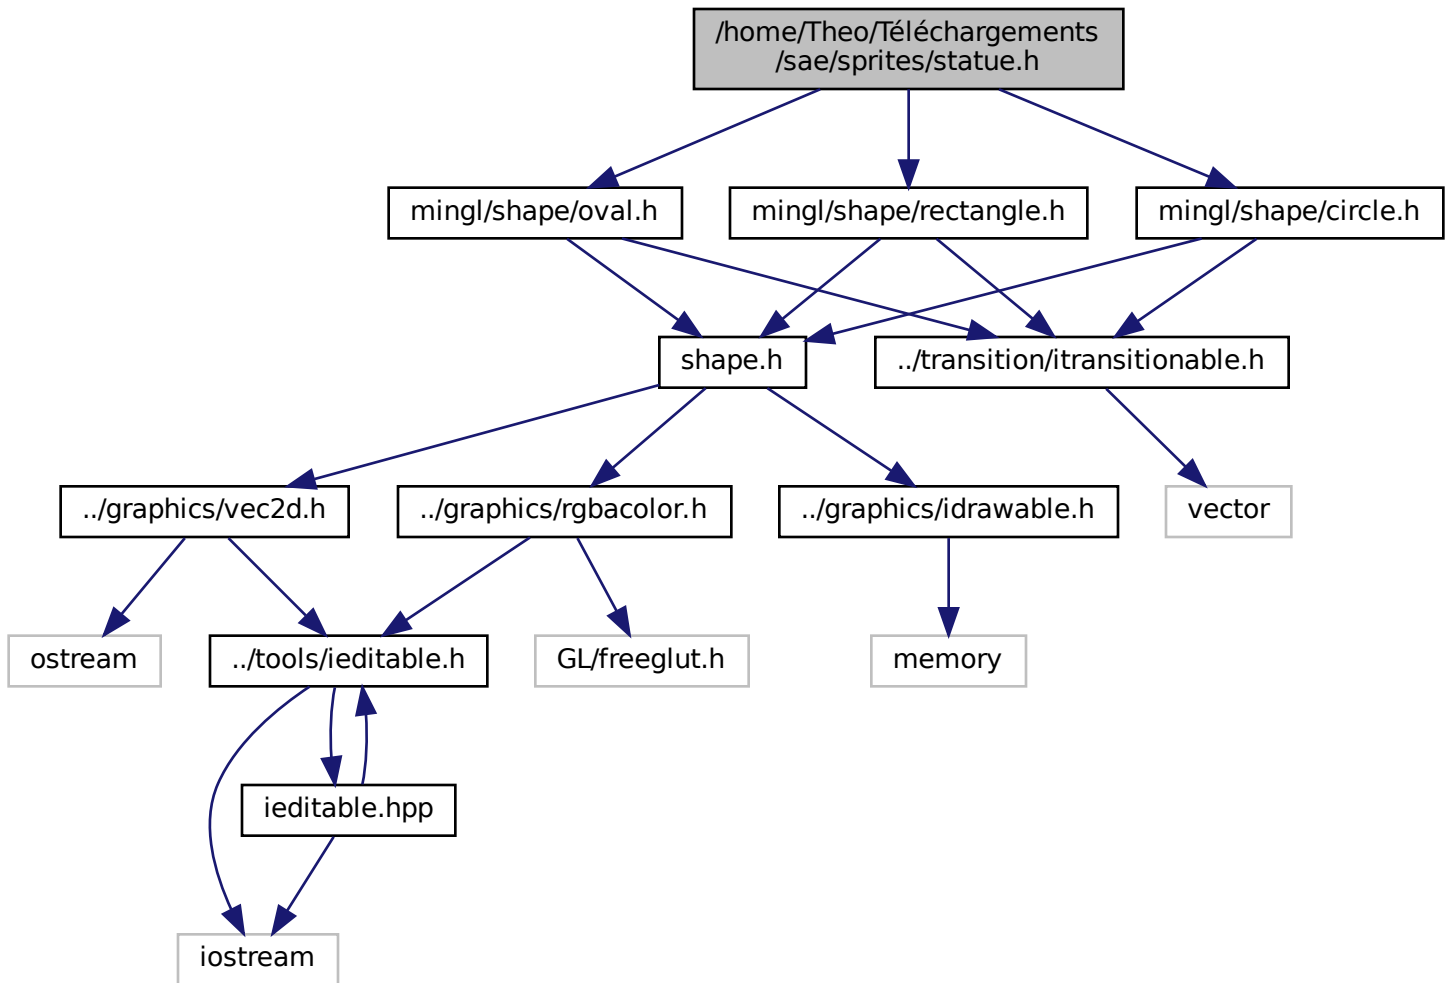 /home/Theo/Téléchargements
/sae/sprites/statue.h
mingl/shape/oval.h
mingl/shape/rectangle.h
mingl/shape/circle.h
shape.h
../transition/itransitionable.h
../graphics/vec2d.h
../graphics/rgbacolor.h
../graphics/idrawable.h
vector
ostream
../tools/ieditable.h
GL/freeglut.h
memory
ieditable.hpp
iostream